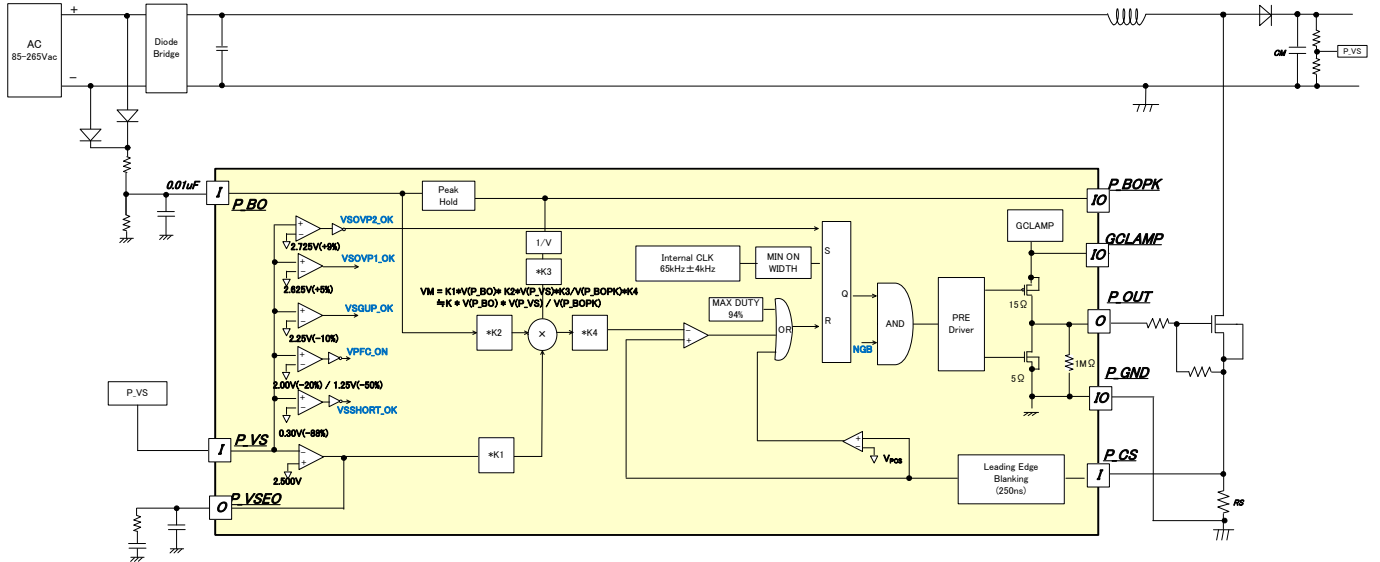 +
AC
85-265Vac
−
Diode
Bridge
CM
P_VS
0.01uF
I
P_BO
Peak
Hold
IO
P_BOPK
+
−
VSOVP2_OK
2.725V(+9%)
+
−
VSOVP1_OK
2.625V(+5%)
+
−
VSGUP_OK
2.25V(-10%)
+
−
VPFC_ON
2.00V(-20%) / 1.25V(-50%)
+
−
VSSHORT_OK
0.30V(-88%)
1/V
*K3
VM = K1*V(P_BO)* K2*V(P_VS)*K3/V(P_BOPK)*K4
≒K * V(P_BO) * V(P_VS) / V(P_BOPK)
*K2
×
*K4
Internal CLK
65kHz±4kHz
MIN ON
WIDTH
MAX DUTY
94%
OR
−
+
S
Q
R
NGB
AND
PRE
Driver
GCLAMP
GCLAMP
IO
15Ω
P_OUT
O
1MΩ
5Ω
P_GND
IO
P_VS
I
P_VS
−
+
2.500V
*K1
+
−
VPCS
Leading Edge
Blanking
(250ns)
P_CS
I
RS
P_VSEO
O